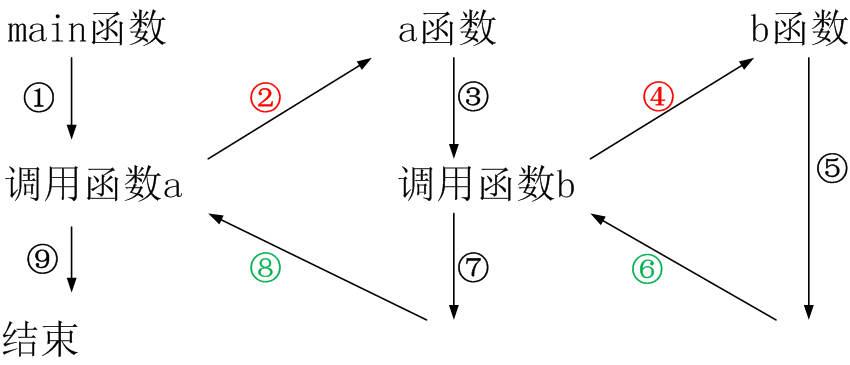 main函数 a函数 b函数
① ② ③ ④
⑤
调用函数a 调用函数b
⑨ ⑧ ⑦ ⑥
结束